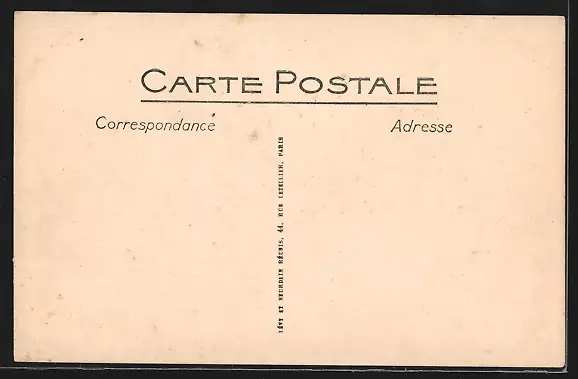 CARTE POSTALE
Correspondance
Adresse
LÉVY ET NEURDEIN RÉUNIS, 44, RUE LETELLIER, PARIS